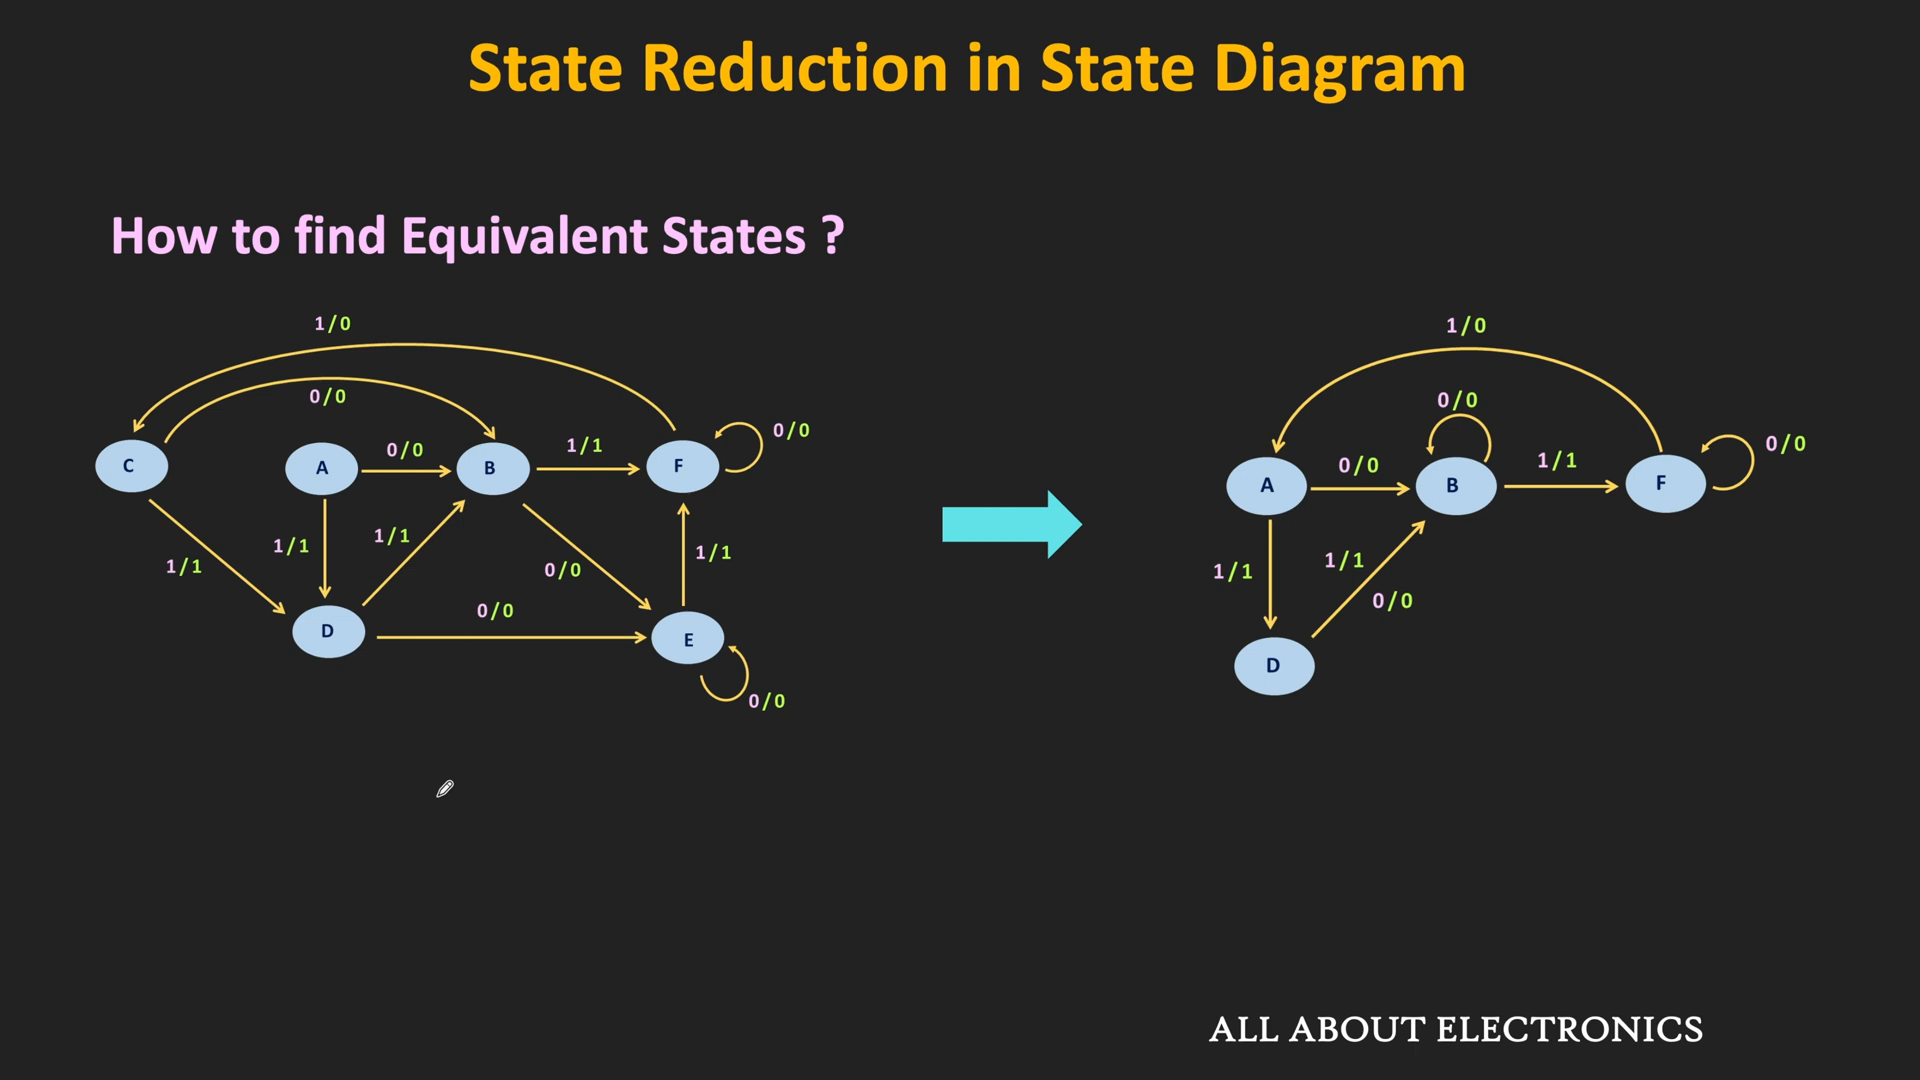 State Reduction in State Diagram
How to find Equivalent States ?
1/0
0/0
C
A
0/0
B
1/1
F
0/0
1/1
1/1
1/1
0/0
1/1
D
0/0
E
0/0
1/0
0/0
A
0/0
B
1/1
F
0/0
1/1
1/1
0/0
D
ALL ABOUT ELECTRONICS